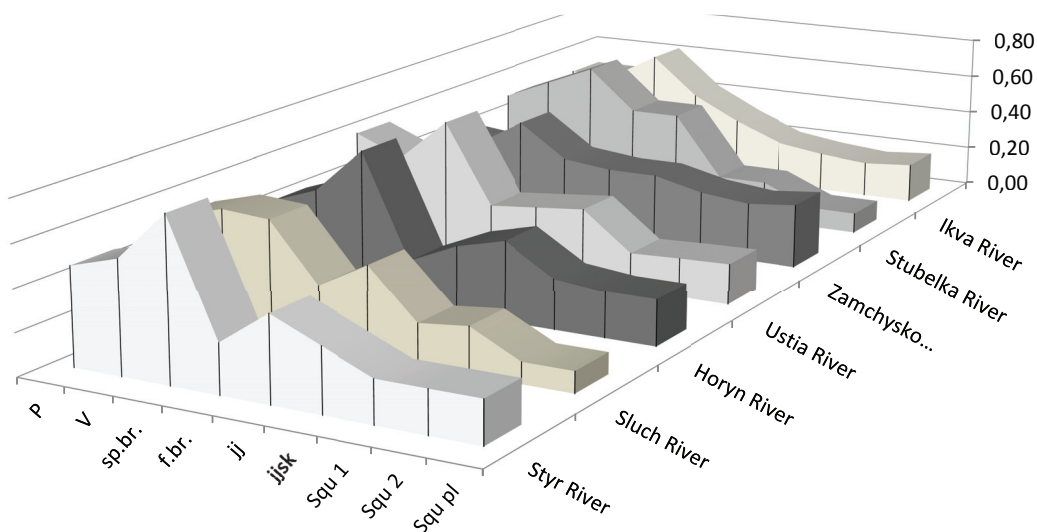 0,80
0,60
0,40
0,20
0,00
P
V
sp.br.
f.br.
jj
jjsk
Squ 1
Squ 2
Squ pl
Styr River
Sluch River
Horyn River
Ustia River
Zamchysko...
Stubelka River
Ikva River